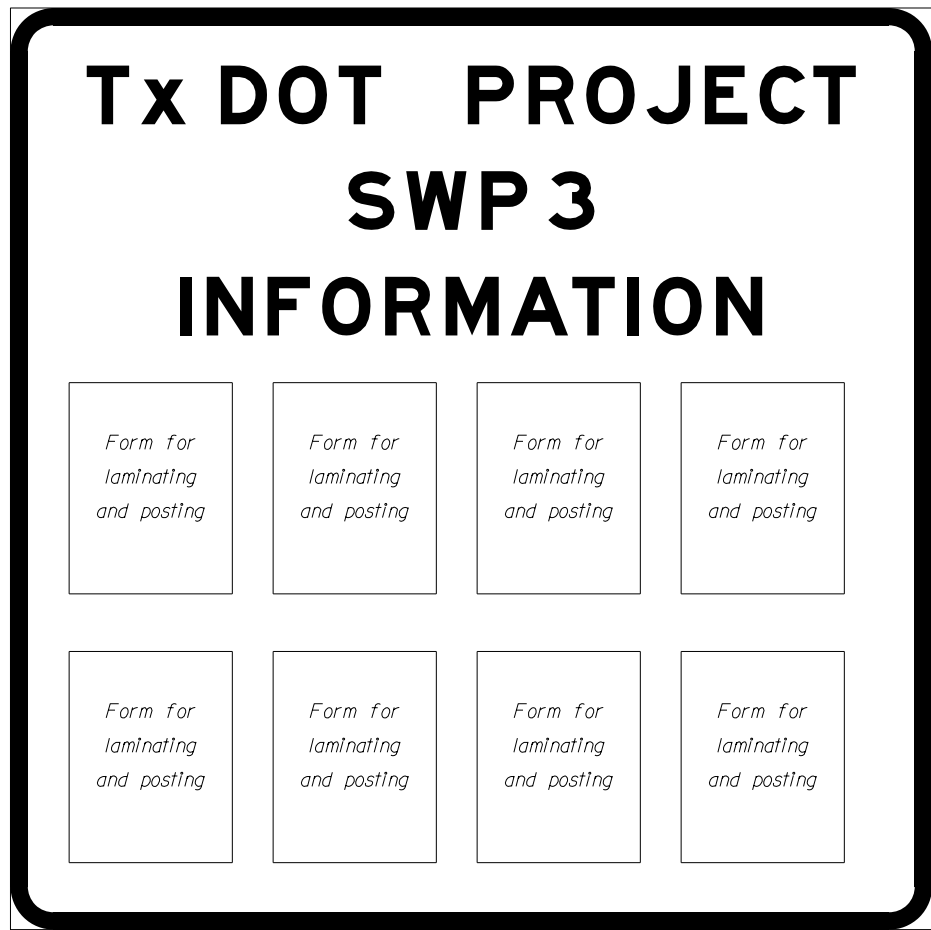 Tx DOT PROJECT
SWP 3
INFORMATION
Form for
laminating
and posting
Form for
laminating
and posting
Form for
laminating
and posting
Form for
laminating
and posting
Form for
laminating
and posting
Form for
laminating
and posting
Form for
laminating
and posting
Form for
laminating
and posting